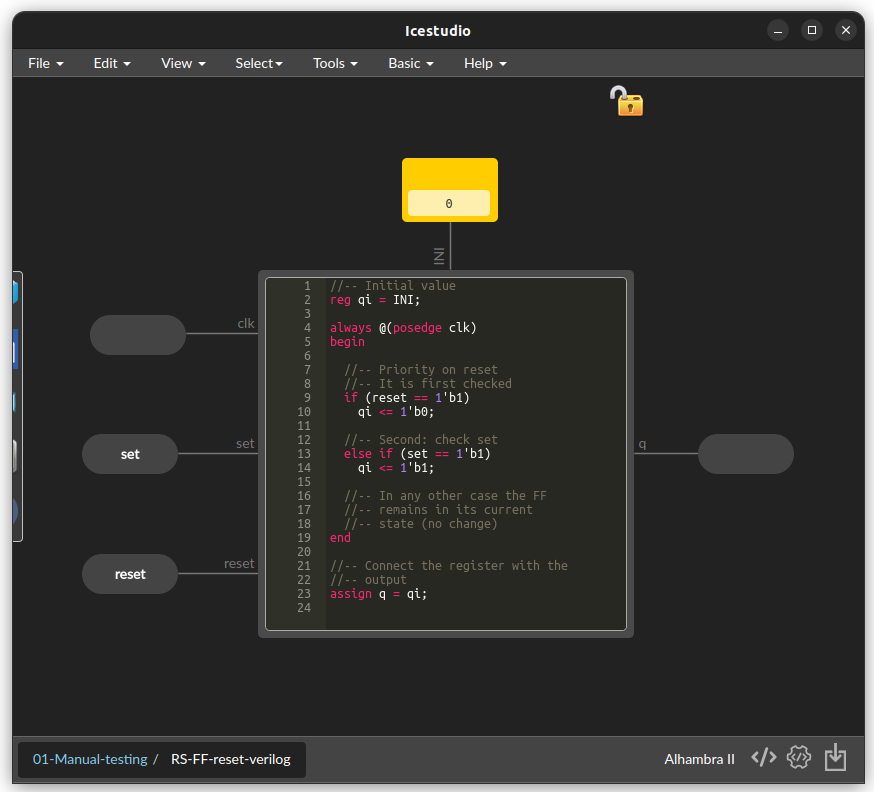 Icestudio
File Edit View Select Tools Basic Help
0
INI
clk
set
set
reset
reset
q
1 //-- Initial value
2 reg qi = INI;
3
4 always @(posedge clk)
5 begin
6
7 //-- Priority on reset
8 //-- It is first checked
9 if (reset == 1'b1)
10 qi <= 1'b0;
11
12 //-- Second: check set
13 else if (set == 1'b1)
14 qi <= 1'b1;
15
16 //-- In any other case the FF
17 //-- remains in its current
18 //-- state (no change)
19 end
20
21 //-- Connect the register with the
22 //-- output
23 assign q = qi;
24
01-Manual-testing / RS-FF-reset-verilog
Alhambra II </> </>